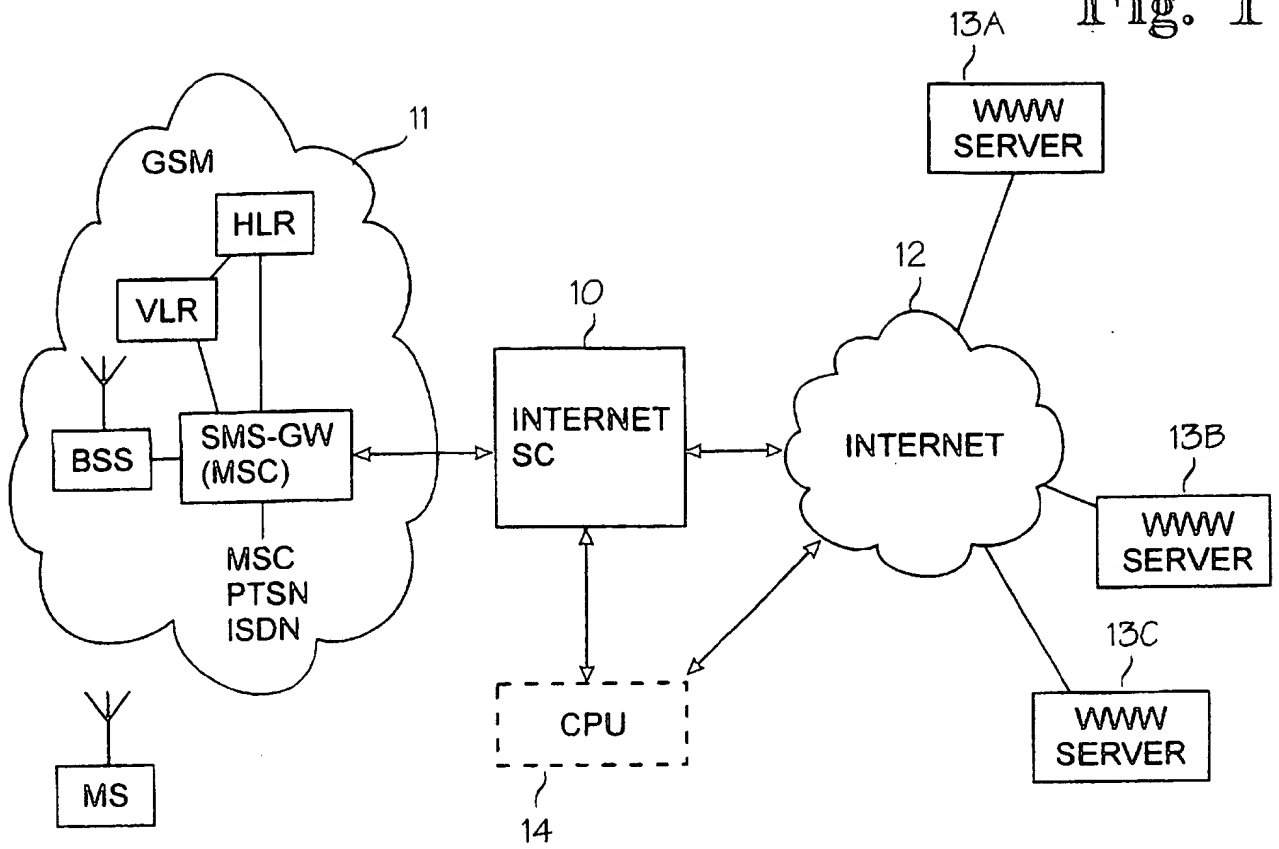 Fig. 1
13A
WWW
SERVER
11
GSM
HLR
VLR
12
10
BSS
SMS-GW
(MSC)
INTERNET
SC
INTERNET
13B
WWW
SERVER
MSC
PTSN
ISDN
13C
WWW
SERVER
CPU
MS
14